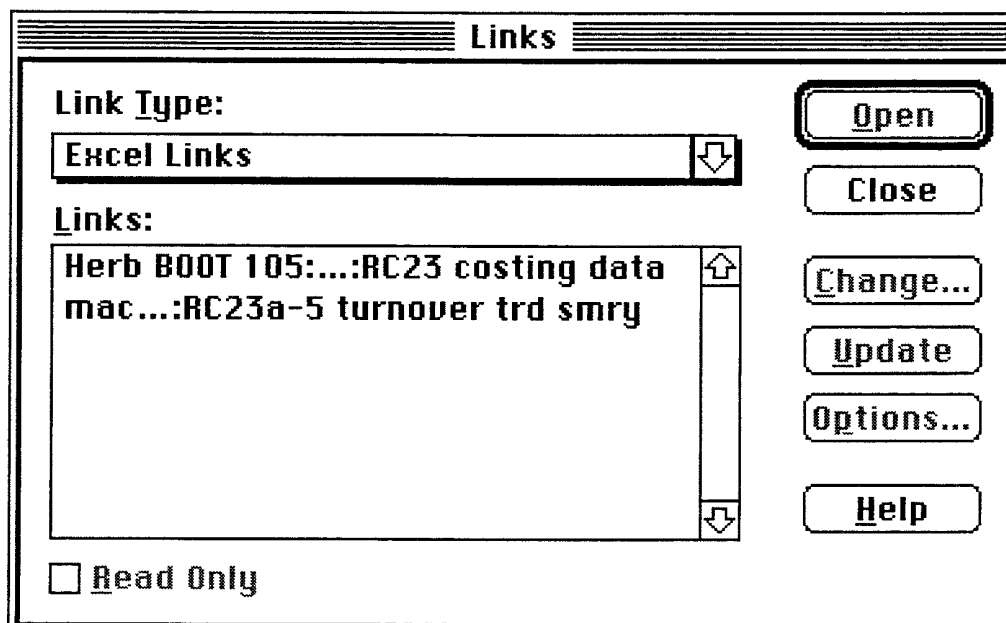 Links
Link Type:
Excel Links
Links:
Herb BOOT 105:...:RC23 costing data
mac...:RC23a-5 turnover trd smry
Read Only
Open
Close
Change...
Update
Options...
Help